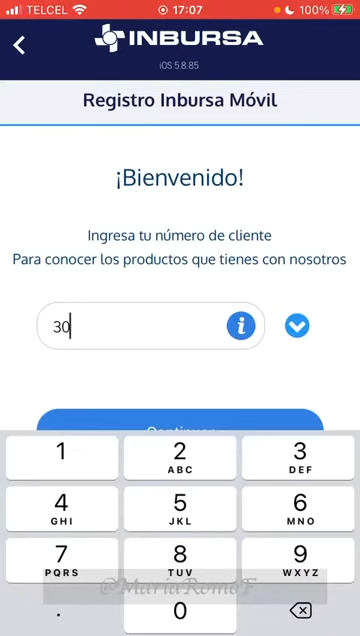 TELCEL
17:07
100%
INBURSA
iOS 5.8.85
Registro Inbursa Móvil
¡Bienvenido!
Ingresa tu número de cliente
Para conocer los productos que tienes con nosotros
30
i
Continuar
1
2
3
ABC
DEF
4
5
6
GHI
JKL
MNO
7
8
9
PQRS
TUV
WXYZ
@MaríaRomoF
.
0